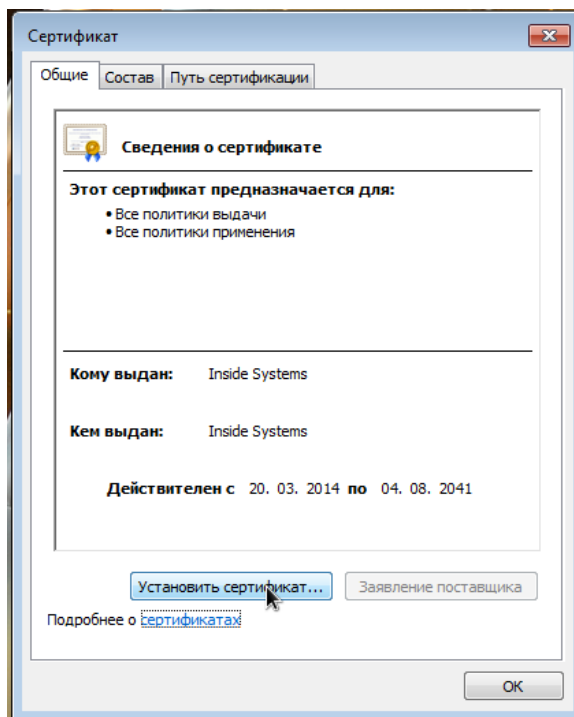 Сертификат
Общие Состав Путь сертификации
Сведения о сертификате
Этот сертификат предназначается для:
• Все политики выдачи
• Все политики применения
Кому выдан: Inside Systems
Кем выдан: Inside Systems
Действителен с 20. 03. 2014 по 04. 08. 2041
Установить сертификат... Заявление поставщика
Подробнее о сертификатах
ОК